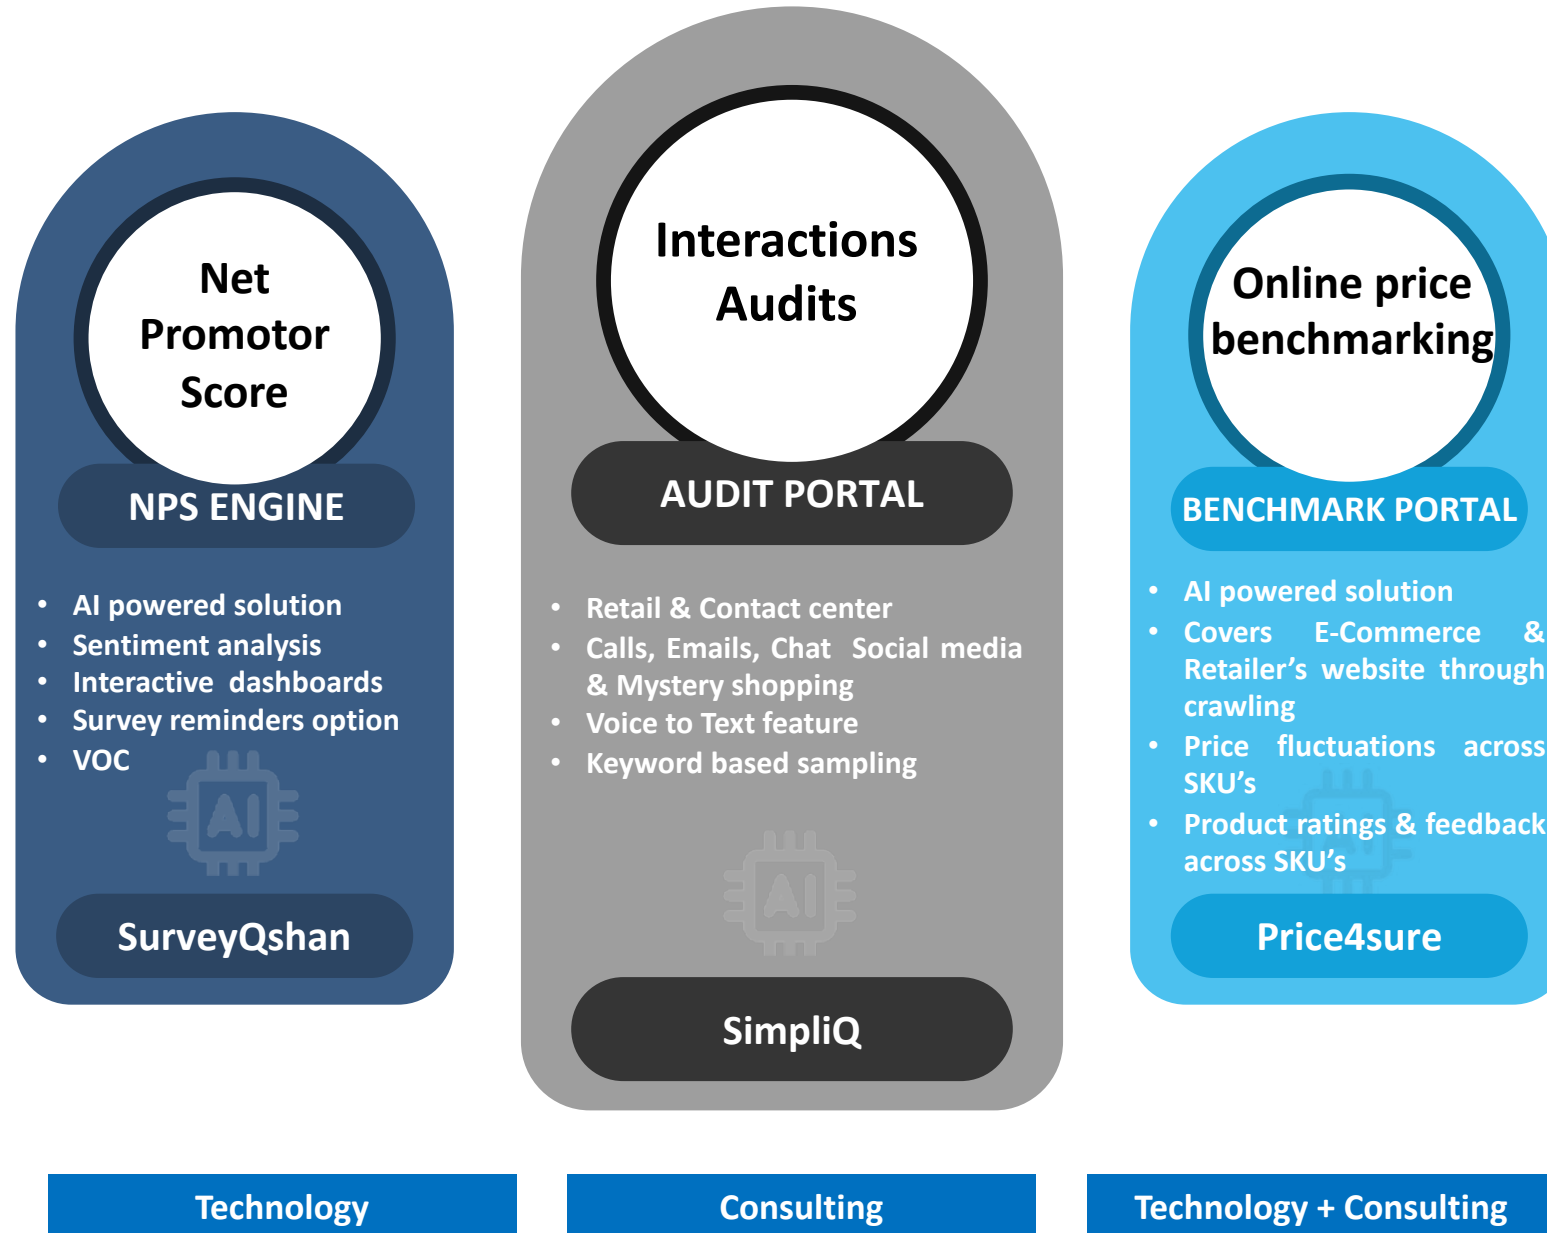 Net
Promotor
Score
NPS ENGINE
• AI powered solution
• Sentiment analysis
• Interactive dashboards
• Survey reminders option
• VOC
AI
SurveyQshan
Interactions
Audits
AUDIT PORTAL
• Retail & Contact center
• Calls, Emails, Chat Social media
& Mystery shopping
• Voice to Text feature
• Keyword based sampling
AI
SimpliQ
Online price
benchmarking
BENCHMARK PORTAL
• AI powered solution
• Covers E-Commerce &
Retailer’s website through
crawling
• Price fluctuations across
SKU’s
• Product ratings & feedback
across SKU’s
AI
Price4sure
Technology
Consulting
Technology + Consulting